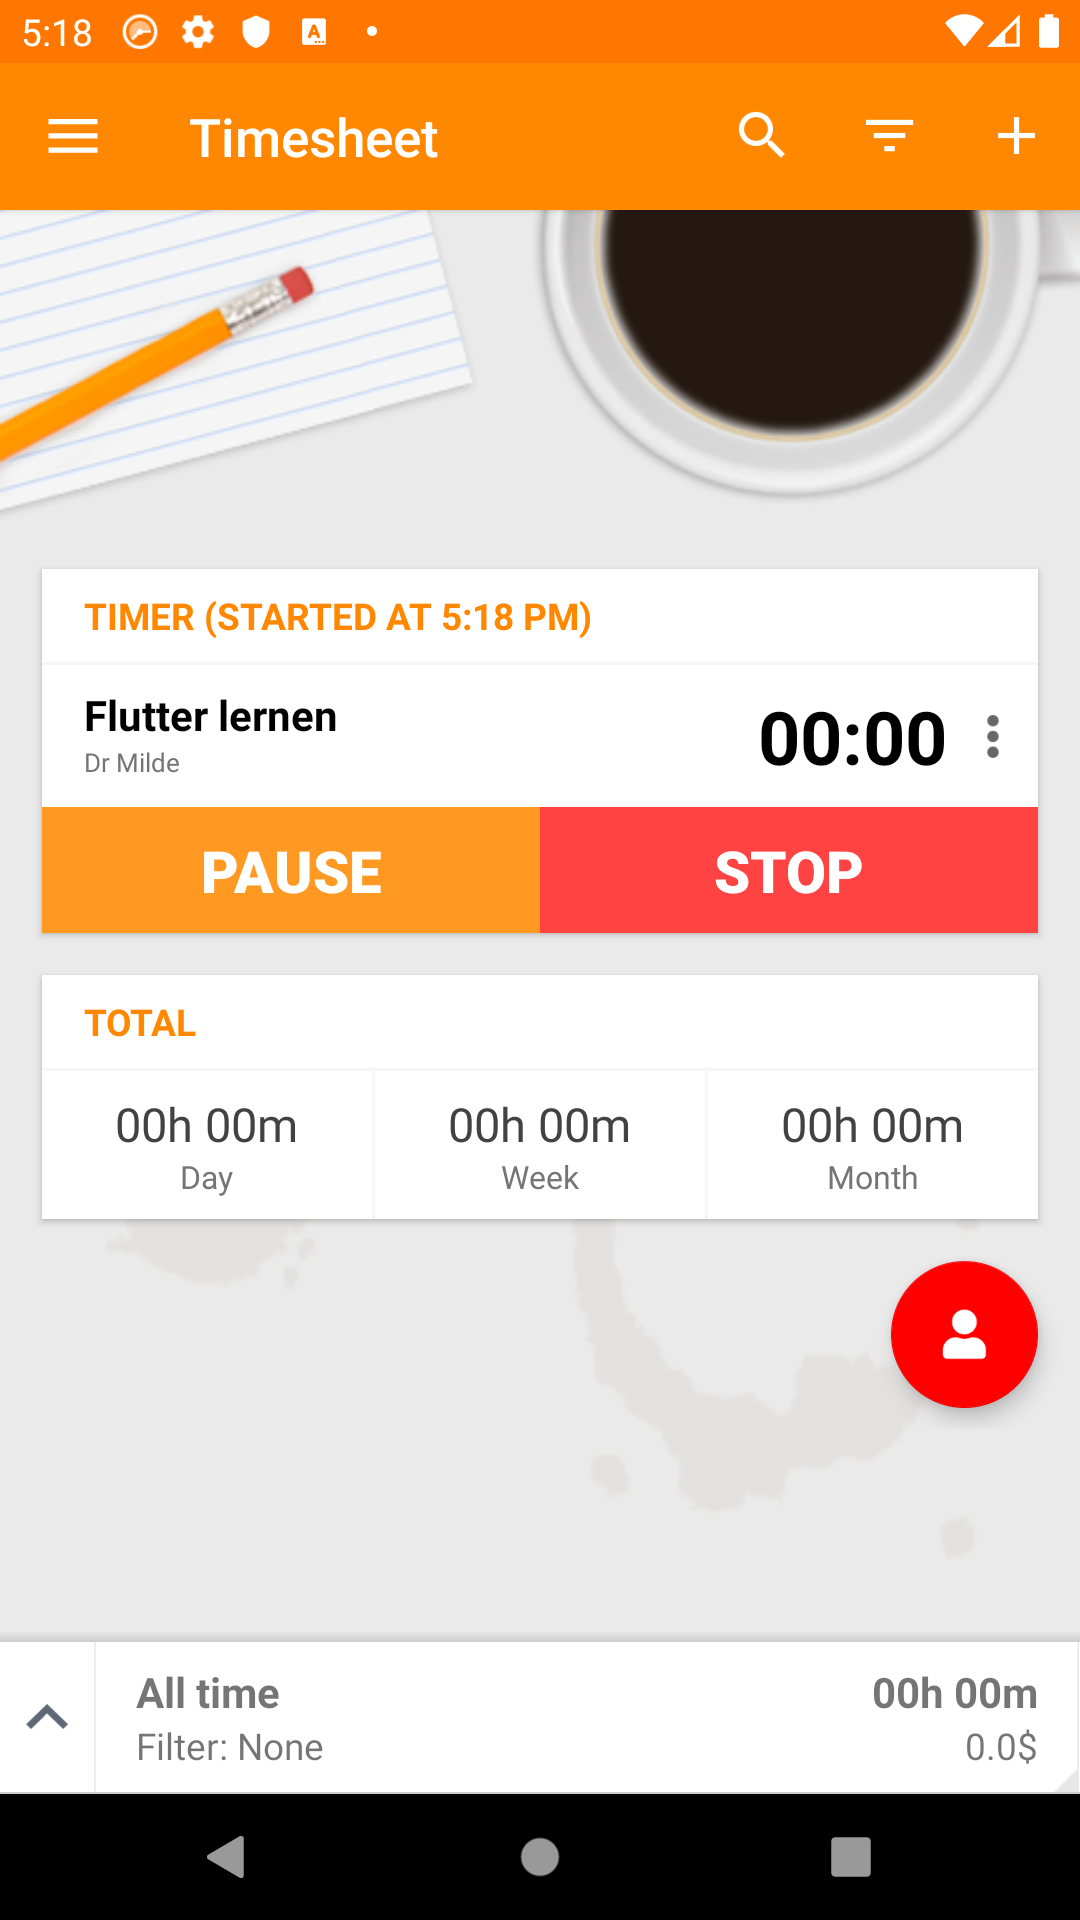 5:18
Timesheet
TIMER (STARTED AT 5:18 PM)
Flutter lernen
00:00
Dr Milde
PAUSE
STOP
TOTAL
00h 00m
00h 00m
00h 00m
Day
Week
Month
All time
00h 00m
Filter: None
0.0$